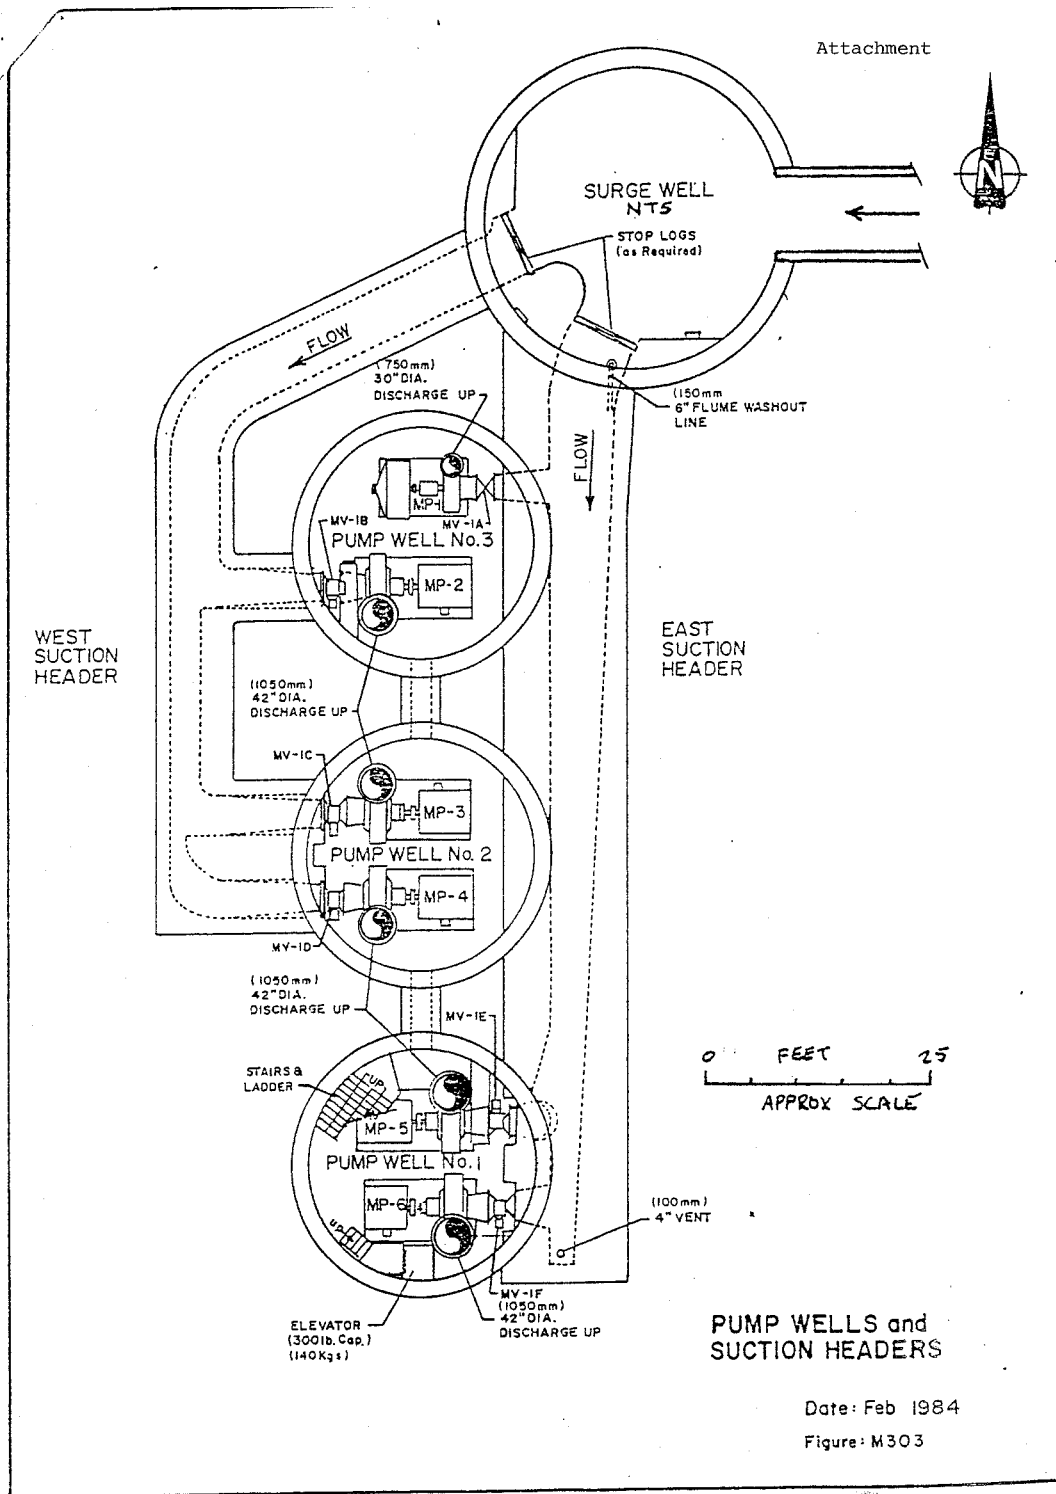 Attachment
N
SURGE WELL
NTS
STOP LOGS
(as Required)
FLOW
(750mm)
30"DIA.
DISCHARGE UP
(150mm
6" FLUME WASHOUT
LINE
FLOW
MP-1
MV-1A
MV-1B
PUMP WELL No.3
MP-2
WEST
SUCTION
HEADER
EAST
SUCTION
HEADER
(1050mm)
42"DIA.
DISCHARGE UP
MV-1C
MP-3
PUMP WELL No.2
MP-4
MV-1D
(1050mm)
42"DIA.
DISCHARGE UP
MV-1E
STAIRS &
LADDER
UP
MP-5
PUMP WELL No.1
MP-6
UP
0 FEET 25
APPROX SCALE
(100mm)
4" VENT
MV-1F
(1050mm)
42"DIA.
DISCHARGE UP
ELEVATOR
(300lb. Cap.)
(140Kgs)
PUMP WELLS and
SUCTION HEADERS
Date: Feb 1984
Figure: M303